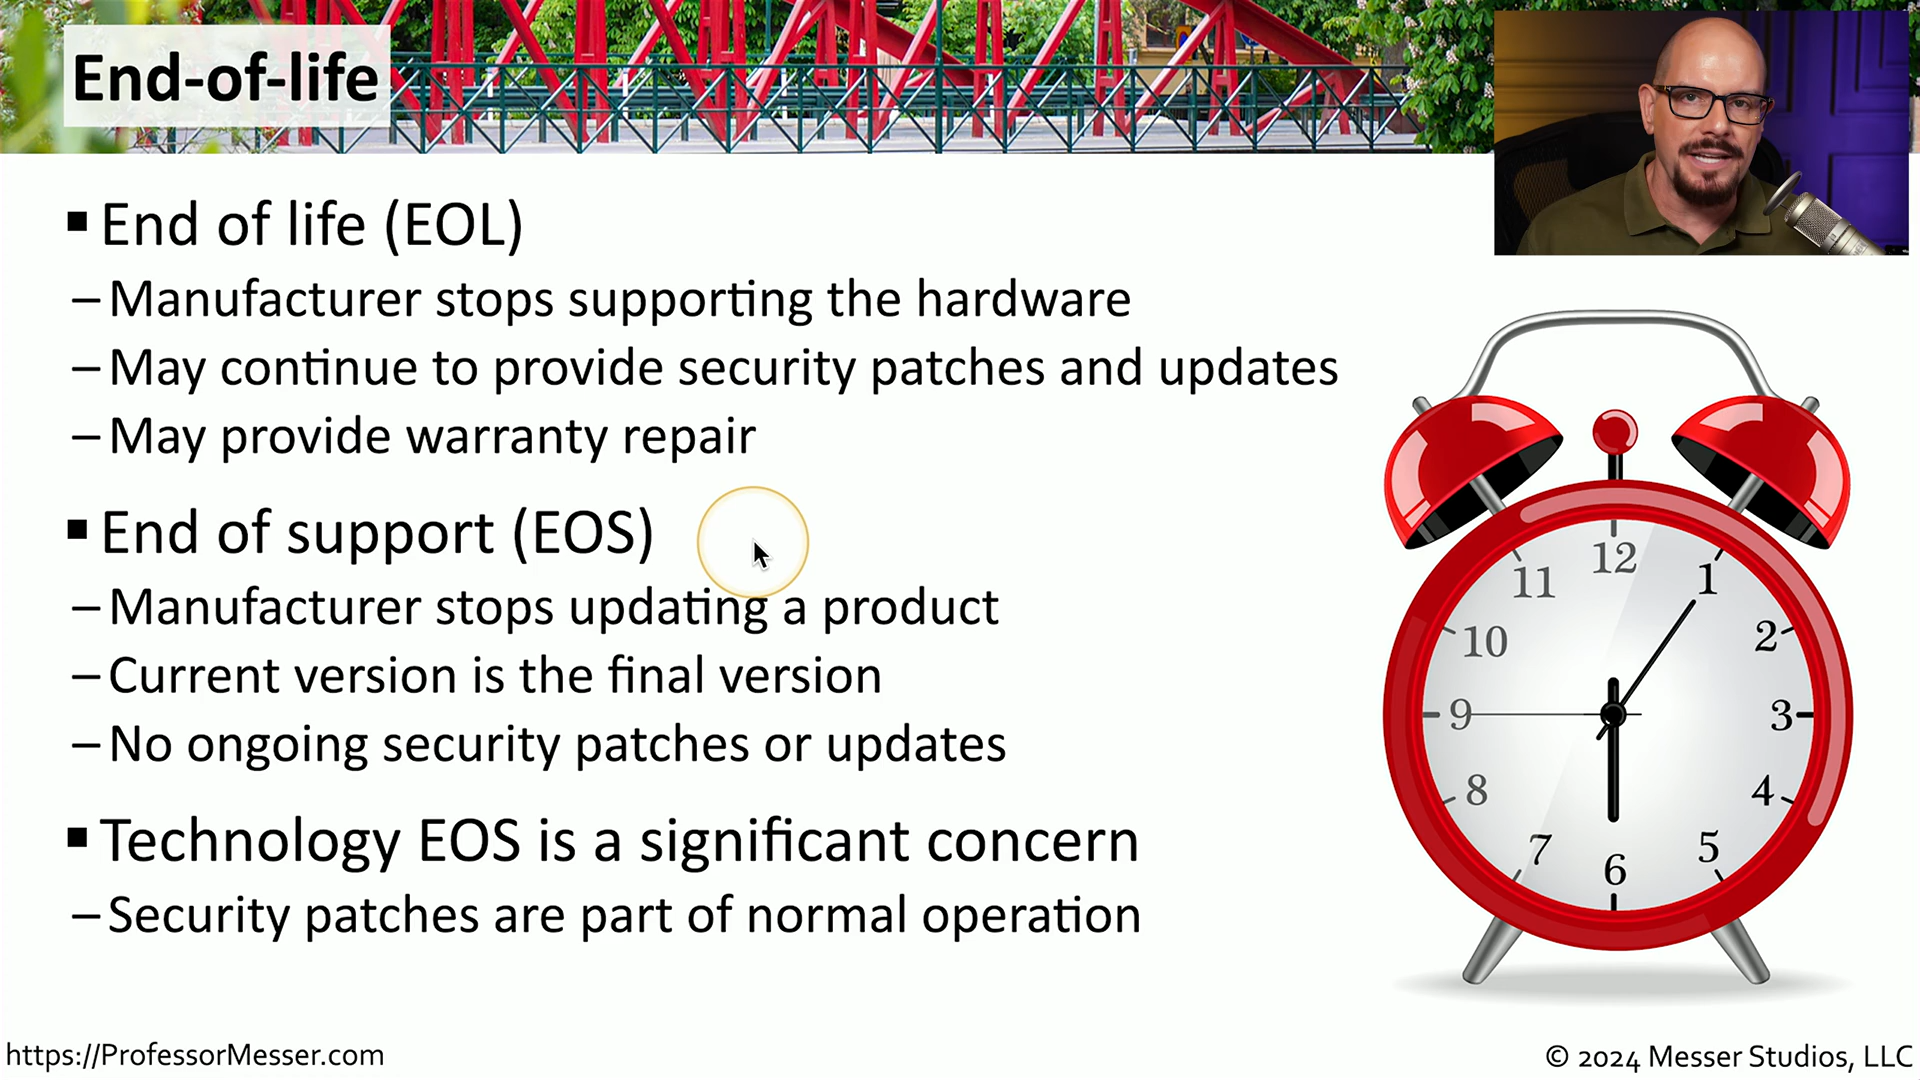 End-of-life
▪ End of life (EOL)
– Manufacturer stops supporting the hardware
– May continue to provide security patches and updates
– May provide warranty repair
▪ End of support (EOS)
– Manufacturer stops updating a product
– Current version is the final version
– No ongoing security patches or updates
▪ Technology EOS is a significant concern
– Security patches are part of normal operation
12
11
1
10
2
9
3
8
4
7
5
6
https://ProfessorMesser.com
© 2024 Messer Studios, LLC